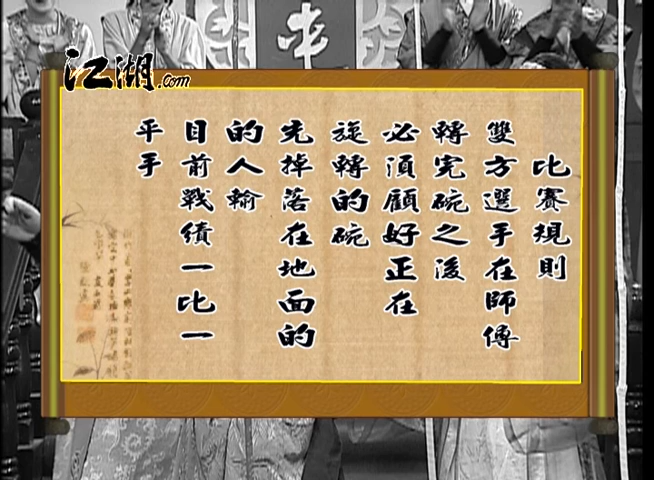 江湖.com
比賽規則
雙方選手在師傅
轉完碗之後
必須顧好正在
旋轉的碗
先掉落在地面的
的人輸
目前戰績一比一
平手